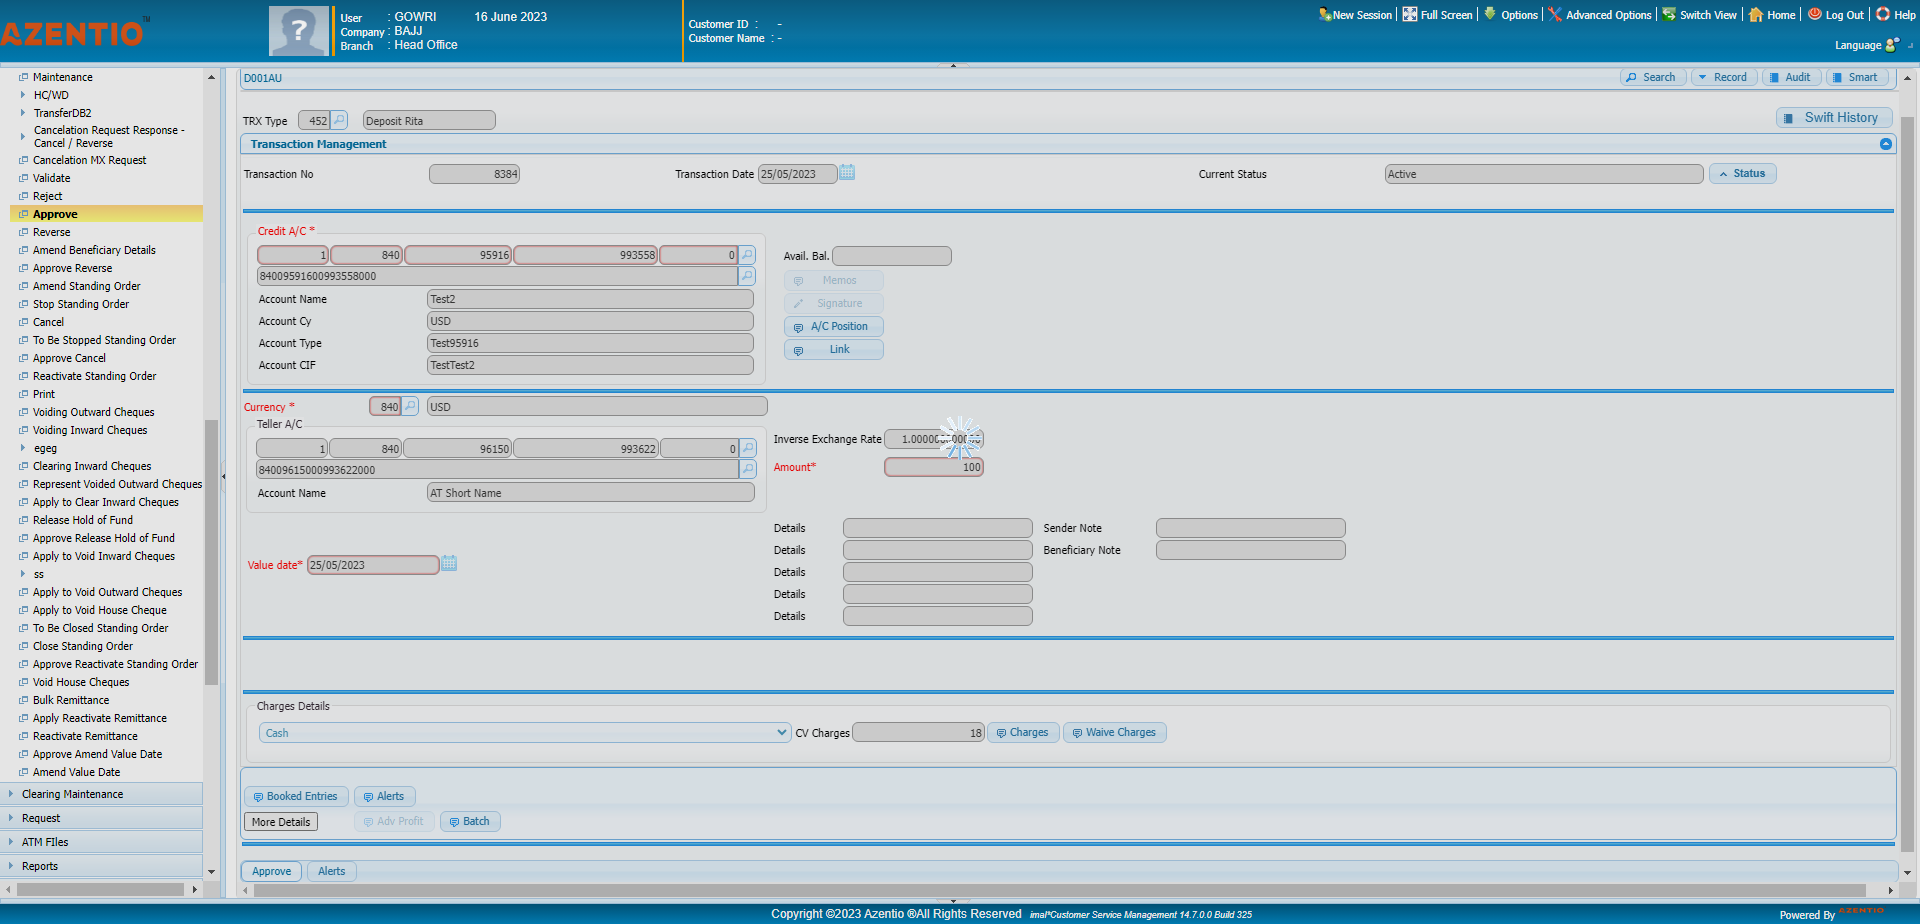 AZENTIO™
User : GOWRI 16 June 2023
Company : BAJJ
Branch : Head Office
Customer ID : -
Customer Name : -
New Session | Full Screen | Options | Advanced Options | Switch View | Home | Log Out | Help
Language
Maintenance
HC/WD
TransferDB2
Cancelation Request Response -
Cancel / Reverse
Cancelation MX Request
Validate
Reject
Approve
Reverse
Amend Beneficiary Details
Approve Reverse
Amend Standing Order
Stop Standing Order
Cancel
To Be Stopped Standing Order
Approve Cancel
Reactivate Standing Order
Print
Voiding Outward Cheques
Voiding Inward Cheques
egeg
Clearing Inward Cheques
Represent Voided Outward Cheques
Apply to Clear Inward Cheques
Release Hold of Fund
Approve Release Hold of Fund
Apply to Void Inward Cheques
ss
Apply to Void Outward Cheques
Apply to Void House Cheque
To Be Closed Standing Order
Close Standing Order
Approve Reactivate Standing Order
Void House Cheques
Bulk Remittance
Apply Reactivate Remittance
Reactivate Remittance
Approve Amend Value Date
Amend Value Date
Clearing Maintenance
Request
ATM FIles
Reports
D001AU
Search Record Audit Smart
TRX Type 452 Deposit Rita
Swift History
Transaction Management
Transaction No 8384 Transaction Date 25/05/2023 Current Status Active Status
Credit A/C *
1 840 95916 993558 0
84009591600993558000
Account Name Test2
Account Cy USD
Account Type Test95916
Account CIF TestTest2
Avail. Bal.
Memos
Signature
A/C Position
Link
Currency * 840 USD
Teller A/C
1 840 96150 993622 0
84009615000993622000
Account Name AT Short Name
Inverse Exchange Rate
Amount* 100
Value date* 25/05/2023
Details Sender Note
Details Beneficiary Note
Details
Details
Details
Charges Details
Cash CV Charges 18 Charges Waive Charges
Booked Entries Alerts
More Details Adv Profit Batch
Approve Alerts
Copyright ©2023 Azentio ®All Rights Reserved imal®Customer Service Management 14.7.0.0 Build 325
Powered By AZENTIO